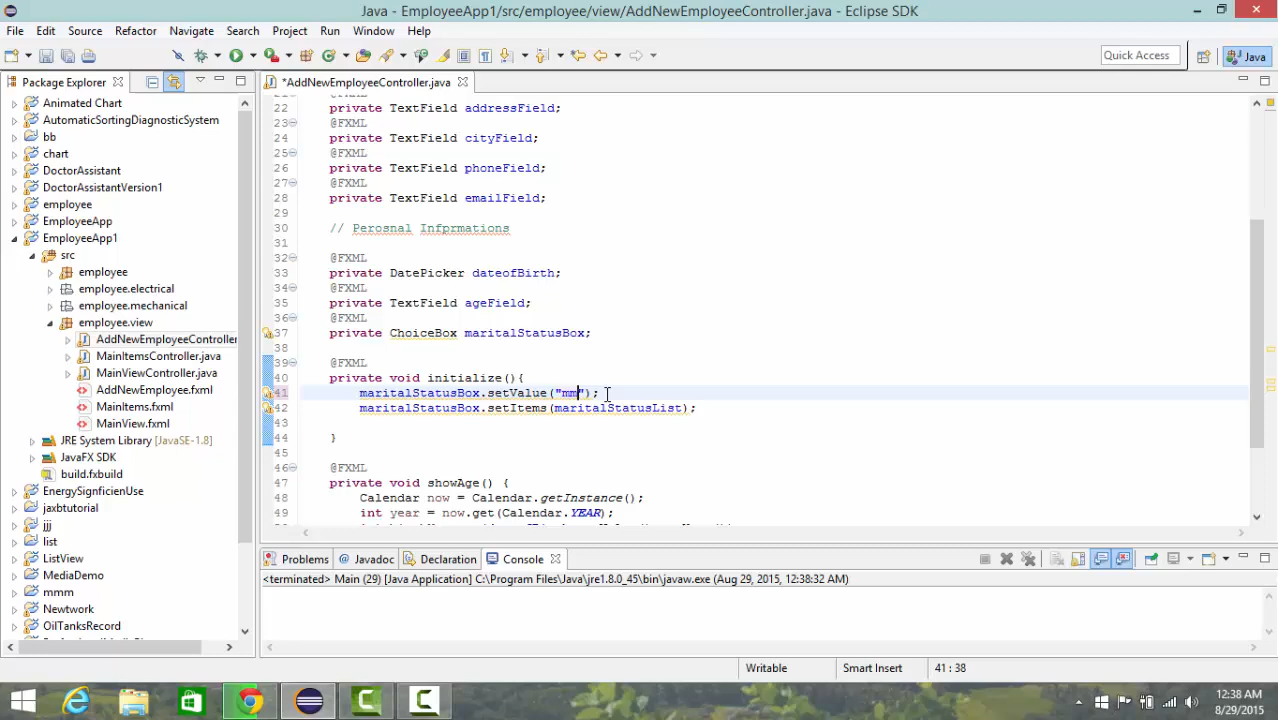 Java - EmployeeApp1/src/employee/view/AddNewEmployeeController.java - Eclipse SDK
File Edit Source Refactor Navigate Search Project Run Window Help
Quick Access
Java
Package Explorer
*AddNewEmployeeController.java
Animated Chart
AutomaticSortingDiagnosticSystem
bb
chart
DoctorAssistant
DoctorAssistantVersion1
employee
EmployeeApp
EmployeeApp1
src
employee
employee.electrical
employee.mechanical
employee.view
AddNewEmployeeController
MainItemsController.java
MainViewController.java
AddNewEmployee.fxml
MainItems.fxml
MainView.fxml
JRE System Library [JavaSE-1.8]
JavaFX SDK
build.fxbuild
EnergySignficienUse
jaxbtutorial
jjj
list
ListView
MediaDemo
mmm
Newtwork
OilTanksRecord
22 private TextField addressField;
23 @FXML
24 private TextField cityField;
25 @FXML
26 private TextField phoneField;
27 @FXML
28 private TextField emailField;
29
30 // Perosnal Infprmations
31
32 @FXML
33 private DatePicker dateofBirth;
34 @FXML
35 private TextField ageField;
36 @FXML
37 private ChoiceBox maritalStatusBox;
38
39 @FXML
40 private void initialize(){
41 maritalStatusBox.setValue("mm");
42 maritalStatusBox.setItems(maritalStatusList);
43
44 }
45
46 @FXML
47 private void showAge() {
48 Calendar now = Calendar.getInstance();
49 int year = now.get(Calendar.YEAR);
Problems @ Javadoc Declaration Console
<terminated> Main (29) [Java Application] C:\Program Files\Java\jre1.8.0_45\bin\javaw.exe (Aug 29, 2015, 12:38:32 AM)
Writable Smart Insert 41 : 38
12:38 AM
8/29/2015